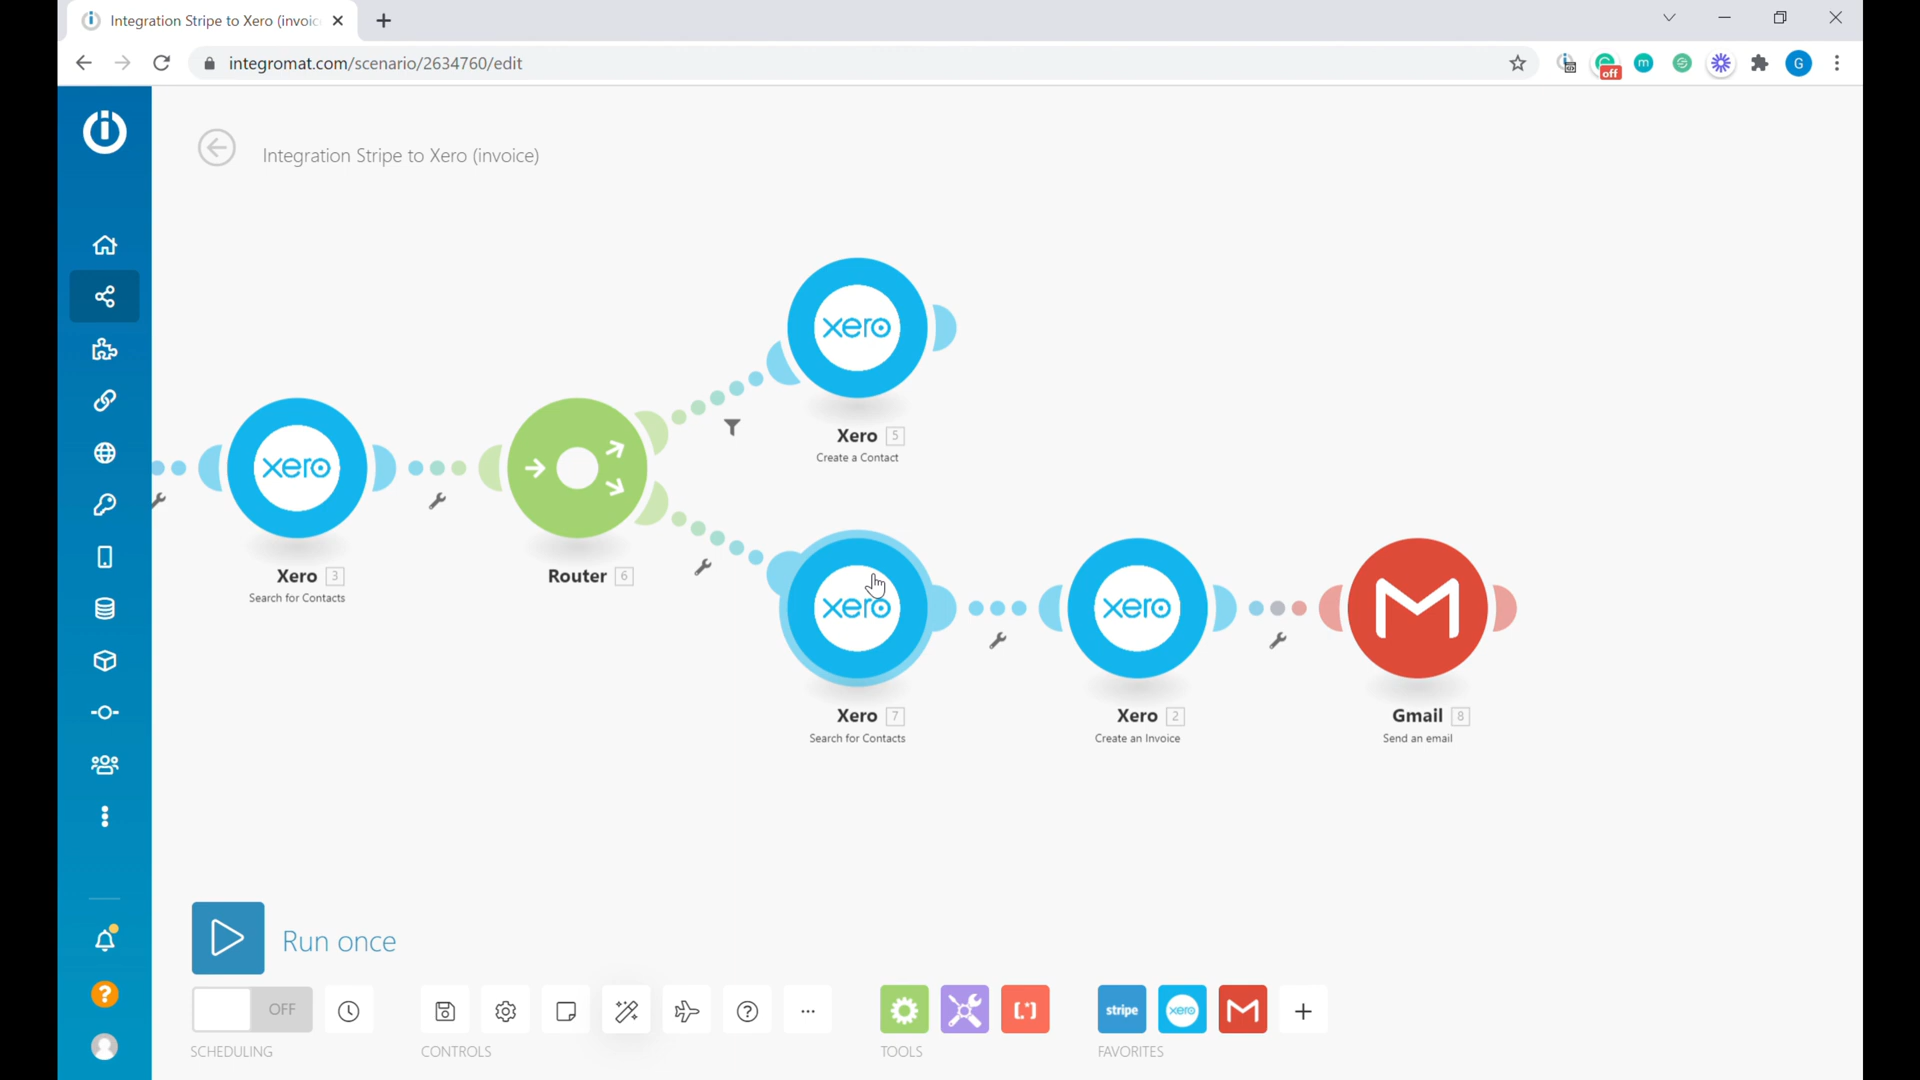 Integration Stripe to Xero (invoic
integromat.com/scenario/2634760/edit
off
m
G
Integration Stripe to Xero (invoice)
xero
Xero 5
Create a Contact
xero
Xero 3
Search for Contacts
Router 6
xero
Xero 7
Search for Contacts
xero
Xero 2
Create an Invoice
Gmail 8
Send an email
Run once
OFF
SCHEDULING
CONTROLS
TOOLS
stripe
xero
FAVORITES